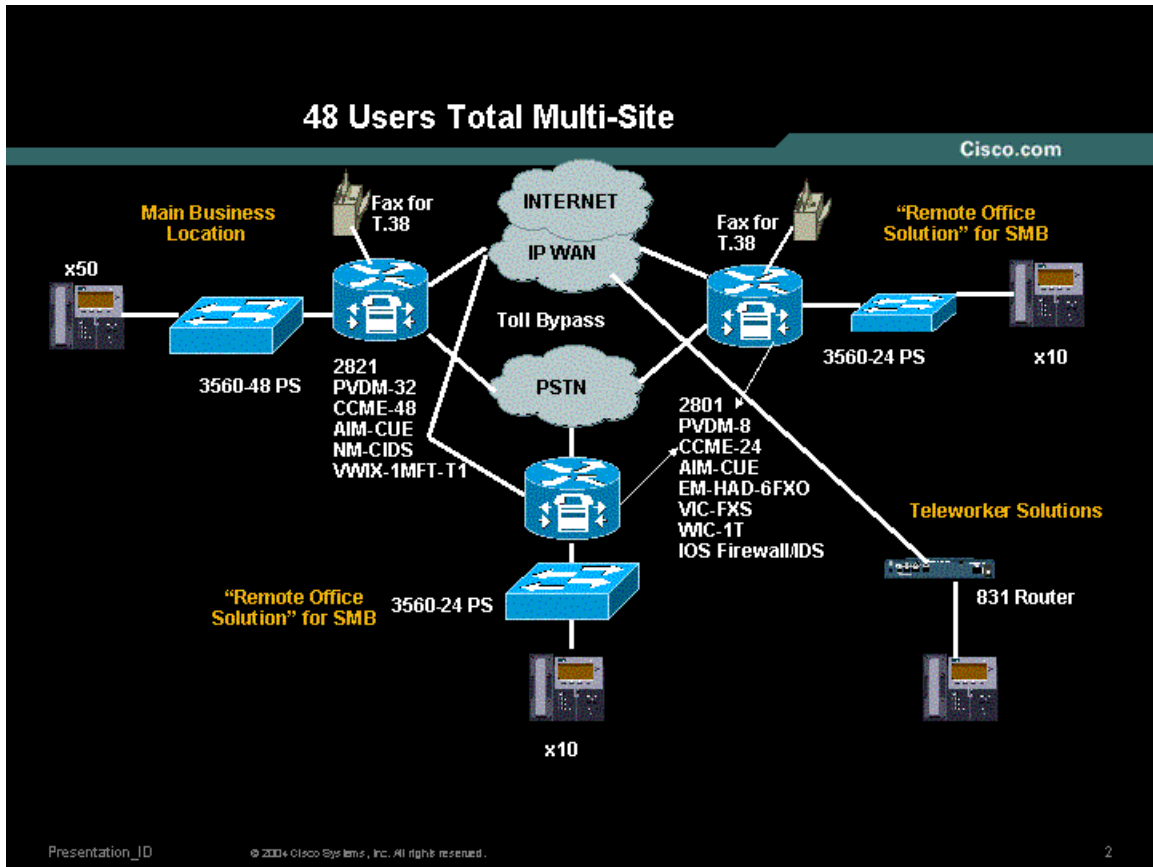 48 Users Total Multi-Site
Cisco.com
Main Business
Location
Fax for
T.38
INTERNET
IP WAN
Fax for
T.38
“Remote Office
Solution” for SMB
x50
Toll Bypass
3560-48 PS
3560-24 PS
x10
2821
PVDM-32
CCME-48
AIM-CUE
NM-CIDS
VWIX-1MFT-T1
PSTN
2801
PVDM-8
CCME-24
AIM-CUE
EM-HAD-6FXO
VIC-FXS
WIC-1T
IOS Firewall/IDS
Teleworker Solutions
831 Router
“Remote Office
Solution” for SMB
3560-24 PS
x10
Presentation_ID
© 2004 Cisco Systems, Inc. All rights reserved.
2